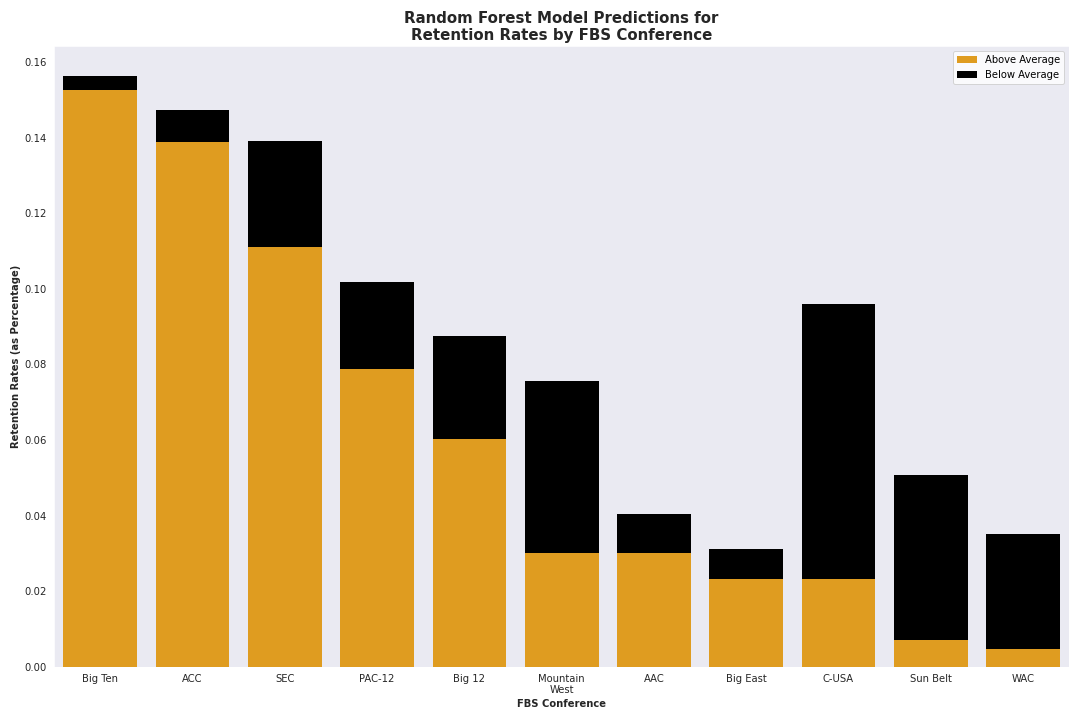 Random Forest Model Predictions for
Retention Rates by FBS Conference
Above Average
Below Average
Retention Rates (as Percentage)
0.16
0.14
0.12
0.10
0.08
0.06
0.04
0.02
0.00
Big Ten
ACC
SEC
PAC-12
Big 12
Mountain
West
AAC
Big East
C-USA
Sun Belt
WAC
FBS Conference